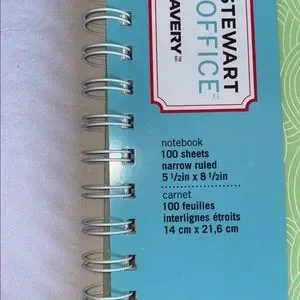 STEWART
OFFICE
AVERY
notebook
100 sheets
narrow ruled
5 1/2in x 8 1/2in
carnet
100 feuilles
interlignes étroits
14 cm x 21,6 cm